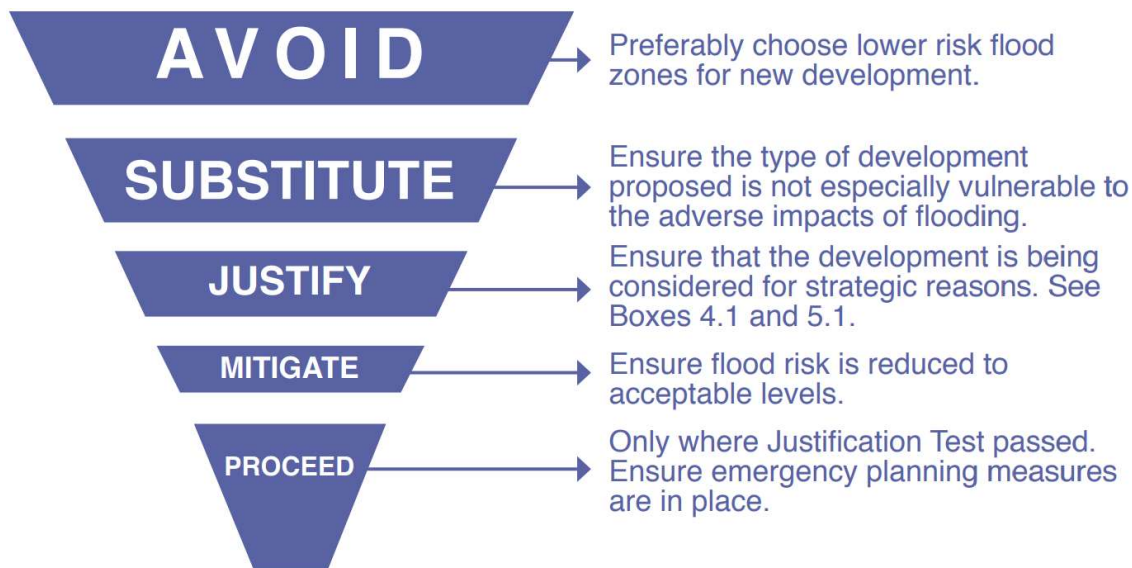 AVOID
Preferably choose lower risk flood
zones for new development.
SUBSTITUTE
Ensure the type of development
proposed is not especially vulnerable to
the adverse impacts of flooding.
JUSTIFY
Ensure that the development is being
considered for strategic reasons. See
Boxes 4.1 and 5.1.
MITIGATE
Ensure flood risk is reduced to
acceptable levels.
PROCEED
Only where Justification Test passed.
Ensure emergency planning measures
are in place.